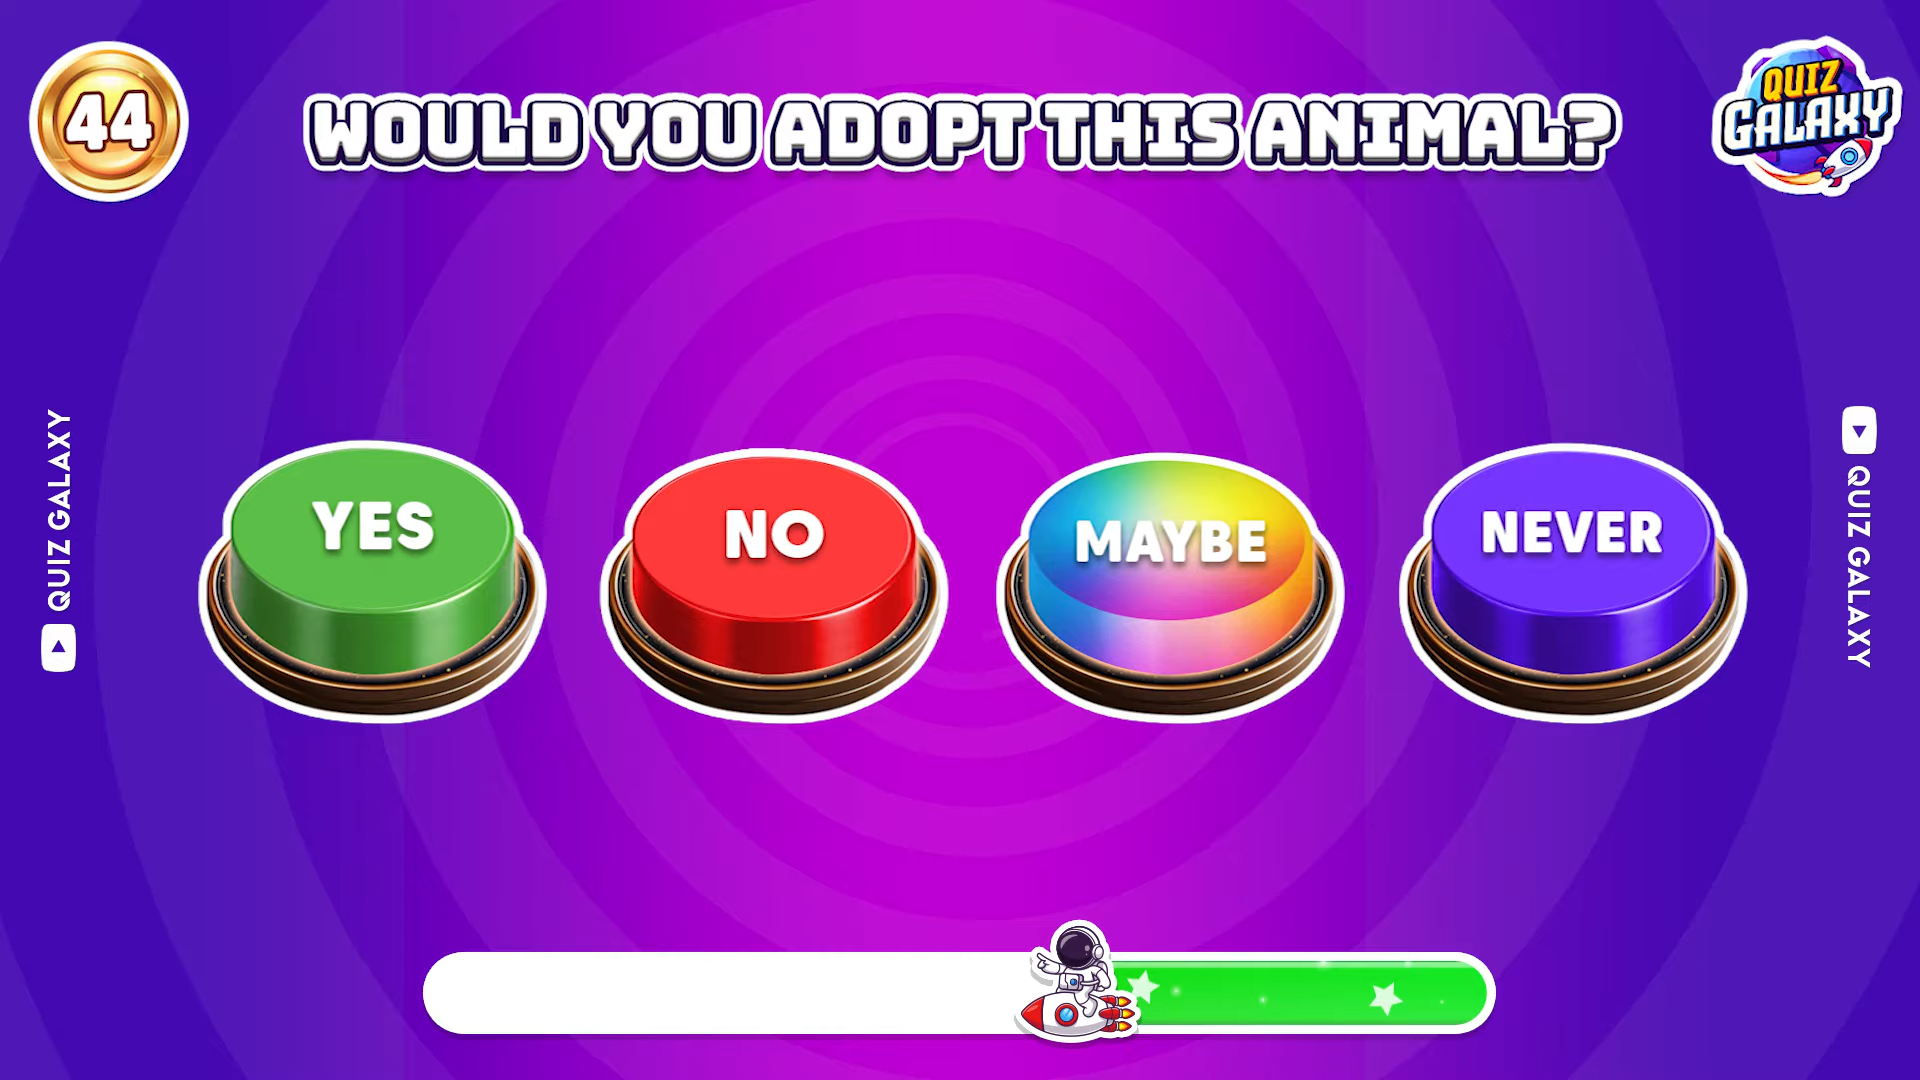 44
WOULD YOU ADOPT THIS ANIMAL?
QUIZ
GALAXY
QUIZ GALAXY
YES
NO
MAYBE
NEVER
QUIZ GALAXY